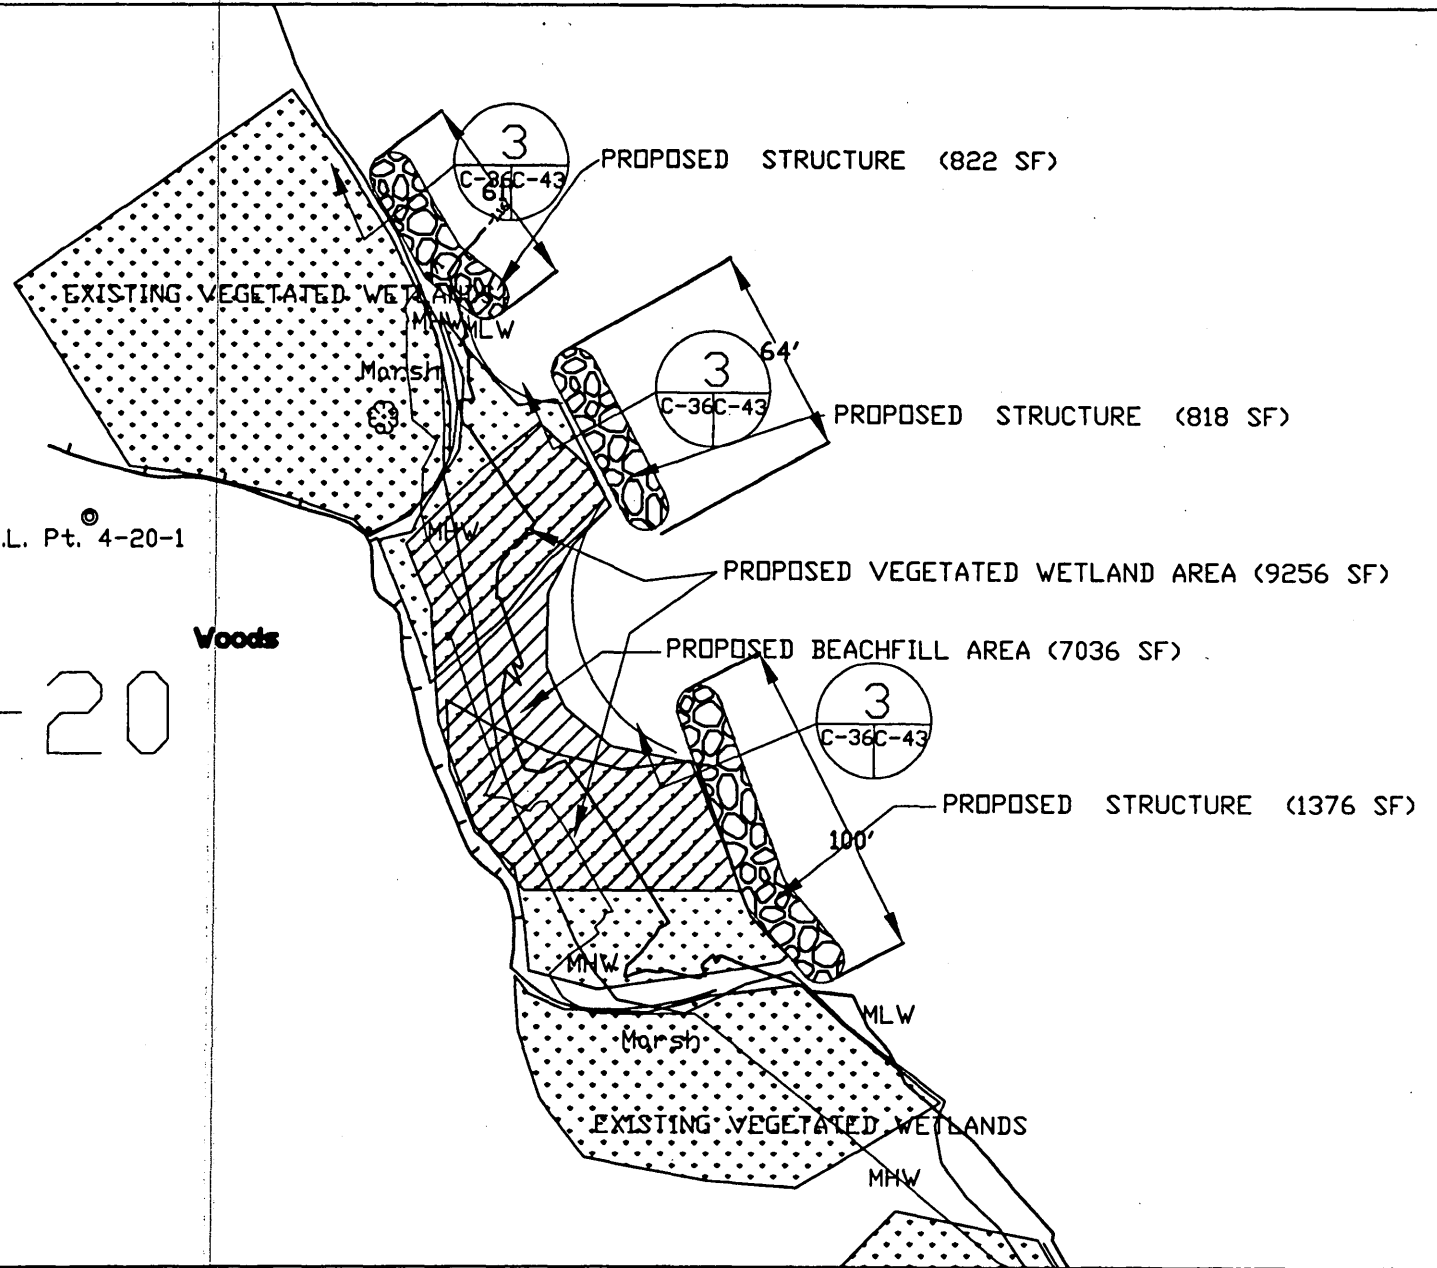 3
C-36 C-43
61'
PROPOSED STRUCTURE (822 SF)
EXISTING VEGETATED WETLANDS
MHW MLW
Marsh
64'
3
C-36 C-43
PROPOSED STRUCTURE (818 SF)
.L. Pt. 4-20-1
MHW
PROPOSED VEGETATED WETLAND AREA (9256 SF)
Woods
PROPOSED BEACHFILL AREA (7036 SF)
-20
3
C-36 C-43
PROPOSED STRUCTURE (1376 SF)
100'
MHW
MLW
Marsh
EXISTING VEGETATED WETLANDS
MHW